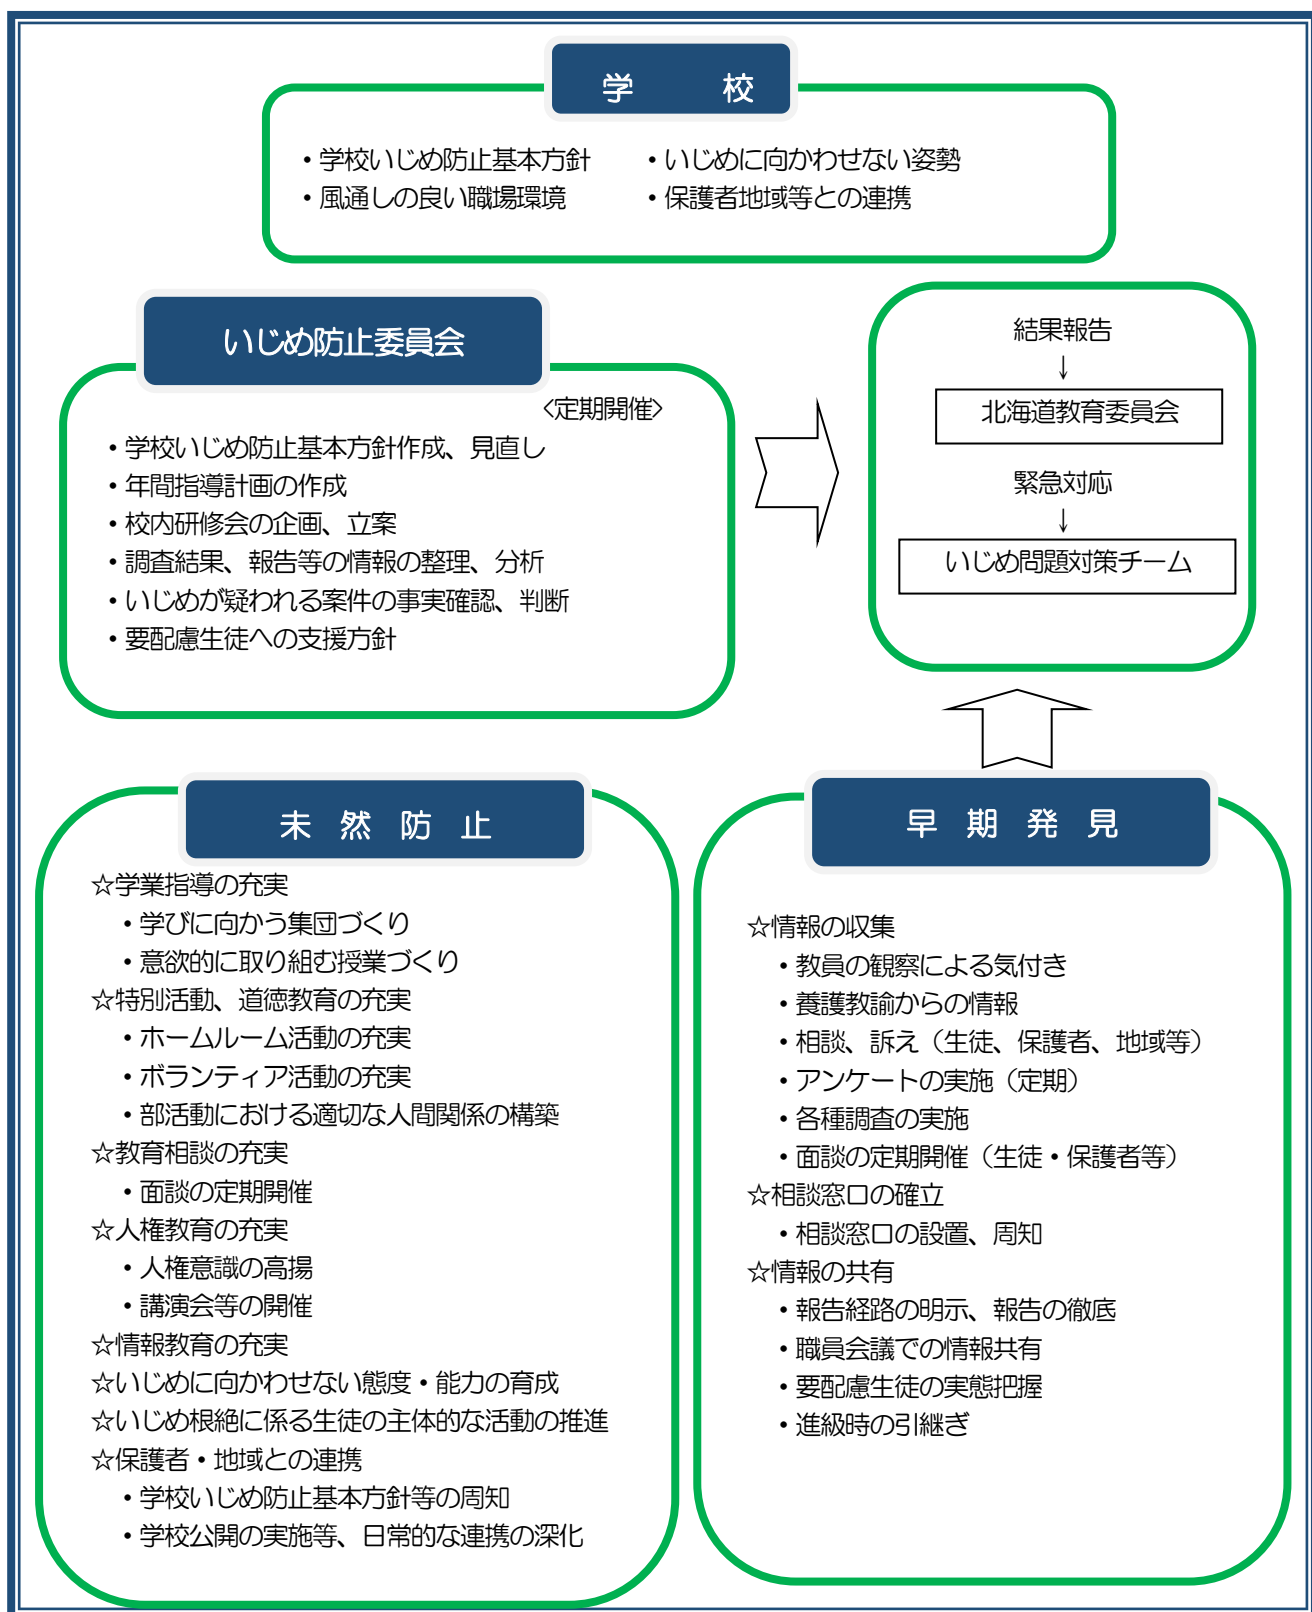 学　　校
・学校いじめ防止基本方針　　・いじめに向かわせない姿勢
・風通しの良い職場環境　　　・保護者地域等との連携
いじめ防止委員会
<定期開催>
・学校いじめ防止基本方針作成、見直し
・年間指導計画の作成
・校内研修会の企画、立案
・調査結果、報告等の情報の整理、分析
・いじめが疑われる案件の事実確認、判断
・要配慮生徒への支援方針
結果報告
↓
北海道教育委員会
緊急対応
↓
いじめ問題対策チーム
未 然 防 止
☆学業指導の充実
・学びに向かう集団づくり
・意欲的に取り組む授業づくり
☆特別活動、道徳教育の充実
・ホームルーム活動の充実
・ボランティア活動の充実
・部活動における適切な人間関係の構築
☆教育相談の充実
・面談の定期開催
☆人権教育の充実
・人権意識の高揚
・講演会等の開催
☆情報教育の充実
☆いじめに向かわせない態度・能力の育成
☆いじめ根絶に係る生徒の主体的な活動の推進
☆保護者・地域との連携
・学校いじめ防止基本方針等の周知
・学校公開の実施等、日常的な連携の深化
早 期 発 見
☆情報の収集
・教員の観察による気付き
・養護教諭からの情報
・相談、訴え（生徒、保護者、地域等）
・アンケートの実施（定期）
・各種調査の実施
・面談の定期開催（生徒・保護者等）
☆相談窓口の確立
・相談窓口の設置、周知
☆情報の共有
・報告経路の明示、報告の徹底
・職員会議での情報共有
・要配慮生徒の実態把握
・進級時の引継ぎ